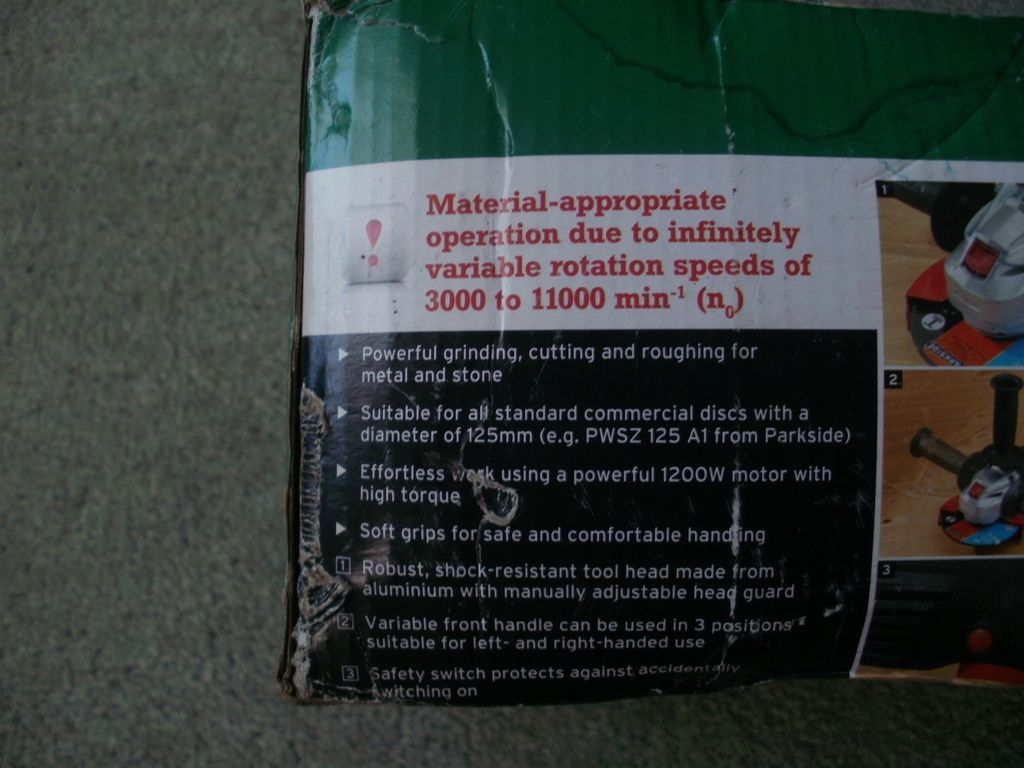 Material-appropriate
operation due to infinitely
variable rotation speeds of
3000 to 11000 min⁻¹ (n₀)
▶ Powerful grinding, cutting and roughing for
metal and stone
▶ Suitable for all standard commercial discs with a
diameter of 125mm (e.g. PWSZ 125 A1 from Parkside)
▶ Effortless work using a powerful 1200W motor with
high torque
▶ Soft grips for safe and comfortable handling
1 Robust, shock-resistant tool head made from
aluminium with manually adjustable head guard
2 Variable front handle can be used in 3 positions
suitable for left- and right-handed use
3 Safety switch protects against accidentally
switching on
1
PARKSIDE
2
3